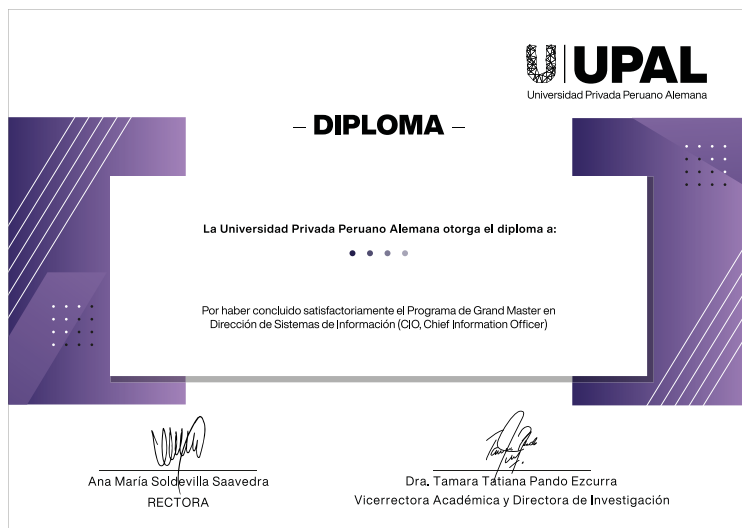 UPAL
Universidad Privada Peruano Alemana
– DIPLOMA –
La Universidad Privada Peruano Alemana otorga el diploma a:
Por haber concluido satisfactoriamente el Programa de Grand Master en
Dirección de Sistemas de Información (CIO, Chief Information Officer)
Ana María Soldevilla Saavedra
RECTORA
Dra. Tamara Tatiana Pando Ezcurra
Vicerrectora Académica y Directora de Investigación